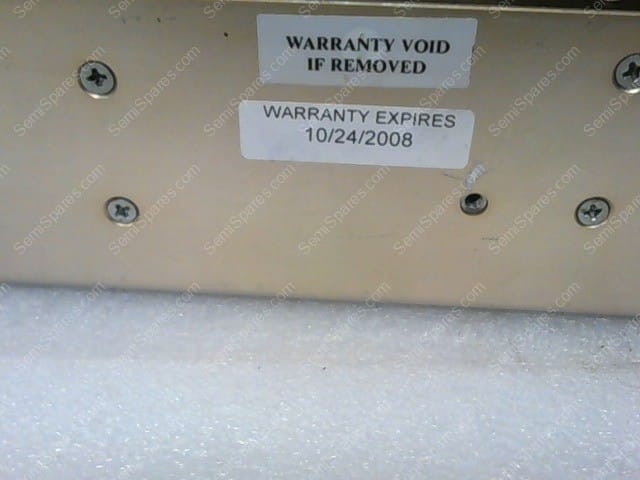 WARRANTY VOID
IF REMOVED
WARRANTY EXPIRES
10/24/2008
SemiSpares.com